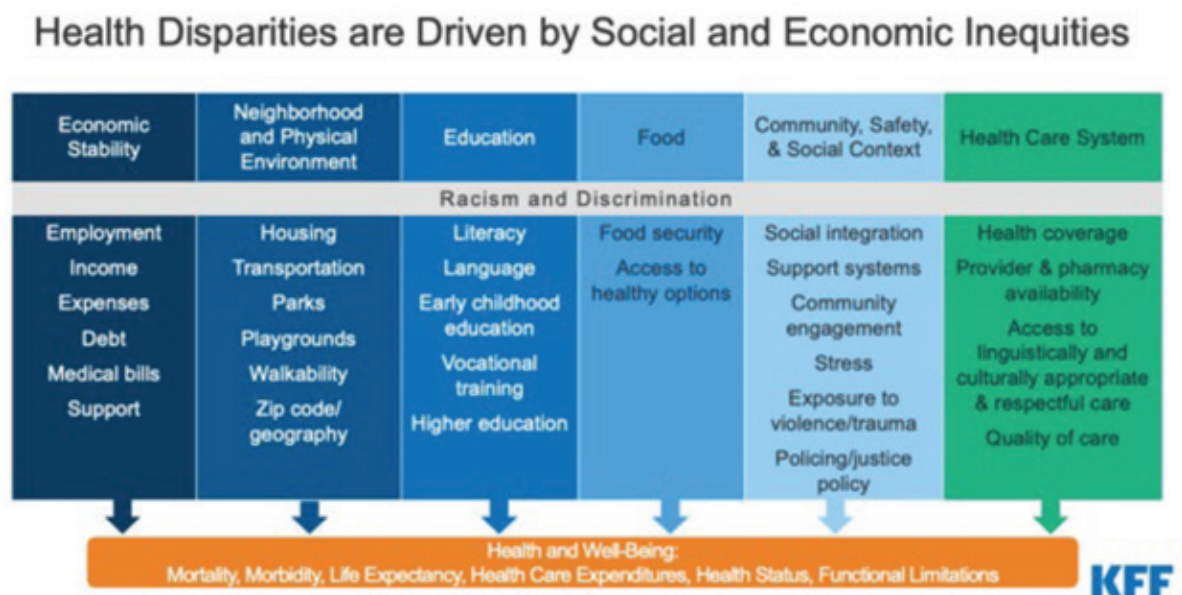 Health Disparities are Driven by Social and Economic Inequities
Economic
Stability
Neighborhood
and Physical
Environment
Education
Food
Community, Safety,
& Social Context
Health Care System
Racism and Discrimination
Employment
Income
Expenses
Debt
Medical bills
Support
Housing
Transportation
Parks
Playgrounds
Walkability
Zip code/
geography
Literacy
Language
Early childhood
education
Vocational
training
Higher education
Food security
Access to
healthy options
Social integration
Support systems
Community
engagement
Stress
Exposure to
violence/trauma
Policing/justice
policy
Health coverage
Provider & pharmacy
availability
Access to
linguistically and
culturally appropriate
& respectful care
Quality of care
Health and Well-Being:
Mortality, Morbidity, Life Expectancy, Health Care Expenditures, Health Status, Functional Limitations
KFF